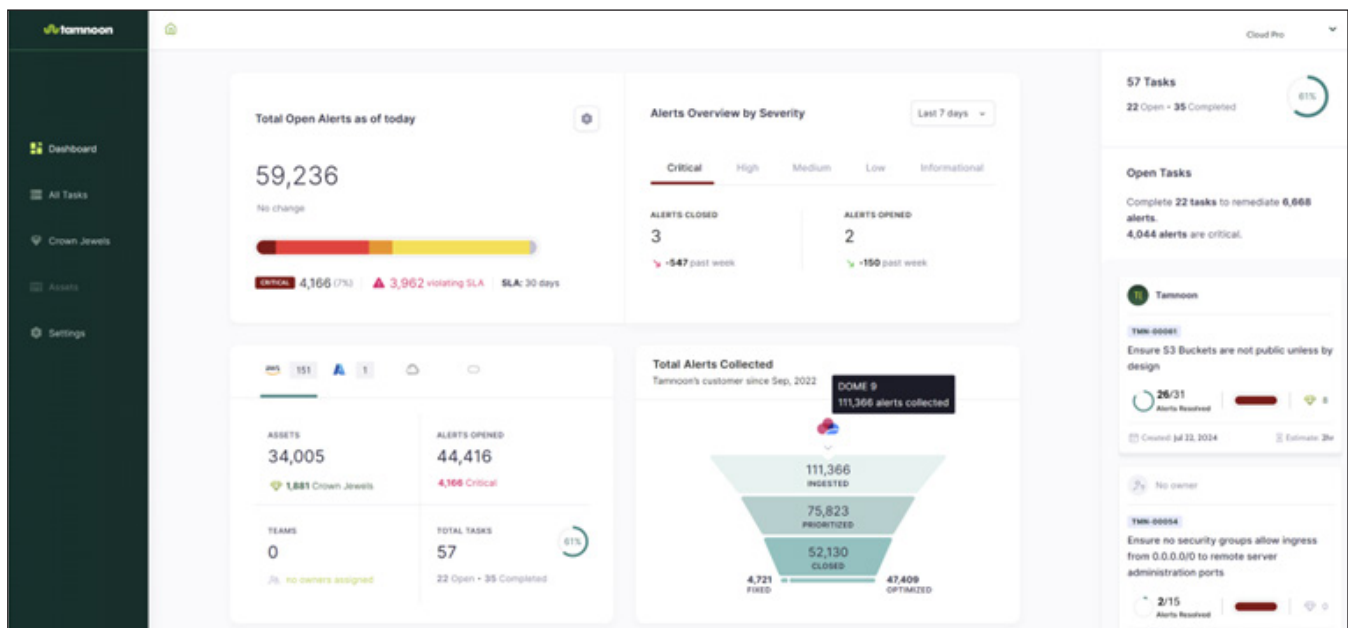 tamnoon
Cloud Pro
Dashboard
All Tasks
Crown Jewels
Assets
Settings
Total Open Alerts as of today
59,236
No change
CRITICAL 4,166 (7%) 3,962 violating SLA SLA: 30 days
Alerts Overview by Severity
Last 7 days
Critical High Medium Low Informational
ALERTS CLOSED
3
-547 past week
ALERTS OPENED
2
-150 past week
aws 151 1
ASSETS
34,005
1,881 Crown Jewels
ALERTS OPENED
44,416
4,166 Critical
TEAMS
0
no owners assigned
TOTAL TASKS
57
61%
22 Open • 35 Completed
Total Alerts Collected
Tamnoon's customer since Sep, 2022
DOME 9
111,366 alerts collected
111,366
INGESTED
75,823
PRIORITIZED
52,130
CLOSED
4,721
FIXED
47,409
OPTIMIZED
57 Tasks
22 Open • 35 Completed
61%
Open Tasks
Complete 22 tasks to remediate 6,668
alerts.
4,044 alerts are critical.
Tamnoon
TMN-00061
Ensure S3 Buckets are not public unless by
design
26/31
Alerts Resolved
8
Created: Jul 22, 2024 Estimate: 2hr
No owner
TMN-00054
Ensure no security groups allow ingress
from 0.0.0.0/0 to remote server
administration ports
2/15
Alerts Resolved
0